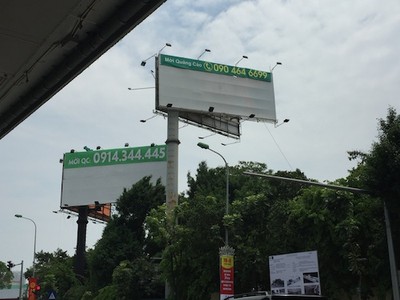 Mời Quảng Cáo 090 464 6699
MỜI QC: 0914.344.445